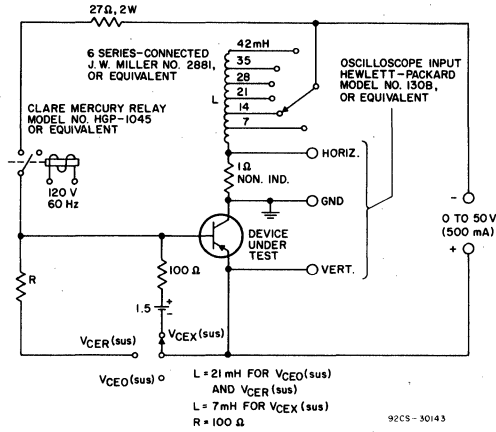 27Ω, 2W
6 SERIES-CONNECTED
J. W. MILLER NO. 2881,
OR EQUIVALENT
42mH
35
28
21
14
7
L
OSCILLOSCOPE INPUT
HEWLETT-PACKARD
MODEL NO. 130B,
OR EQUIVALENT
CLARE MERCURY RELAY
MODEL NO. HGP-1045
OR EQUIVALENT
120 V
60 Hz
HORIZ.
1Ω
NON. IND.
GND
-
0 TO 50V
(500 mA)
+
DEVICE
UNDER
TEST
VERT.
R
100 Ω
1.5
+
-
VCER(sus)
VCEX(sus)
VCEO(sus)
L = 21 mH FOR VCEO(sus)
AND VCER(sus)
L = 7mH FOR VCEX(sus)
R = 100 Ω
92CS-30143